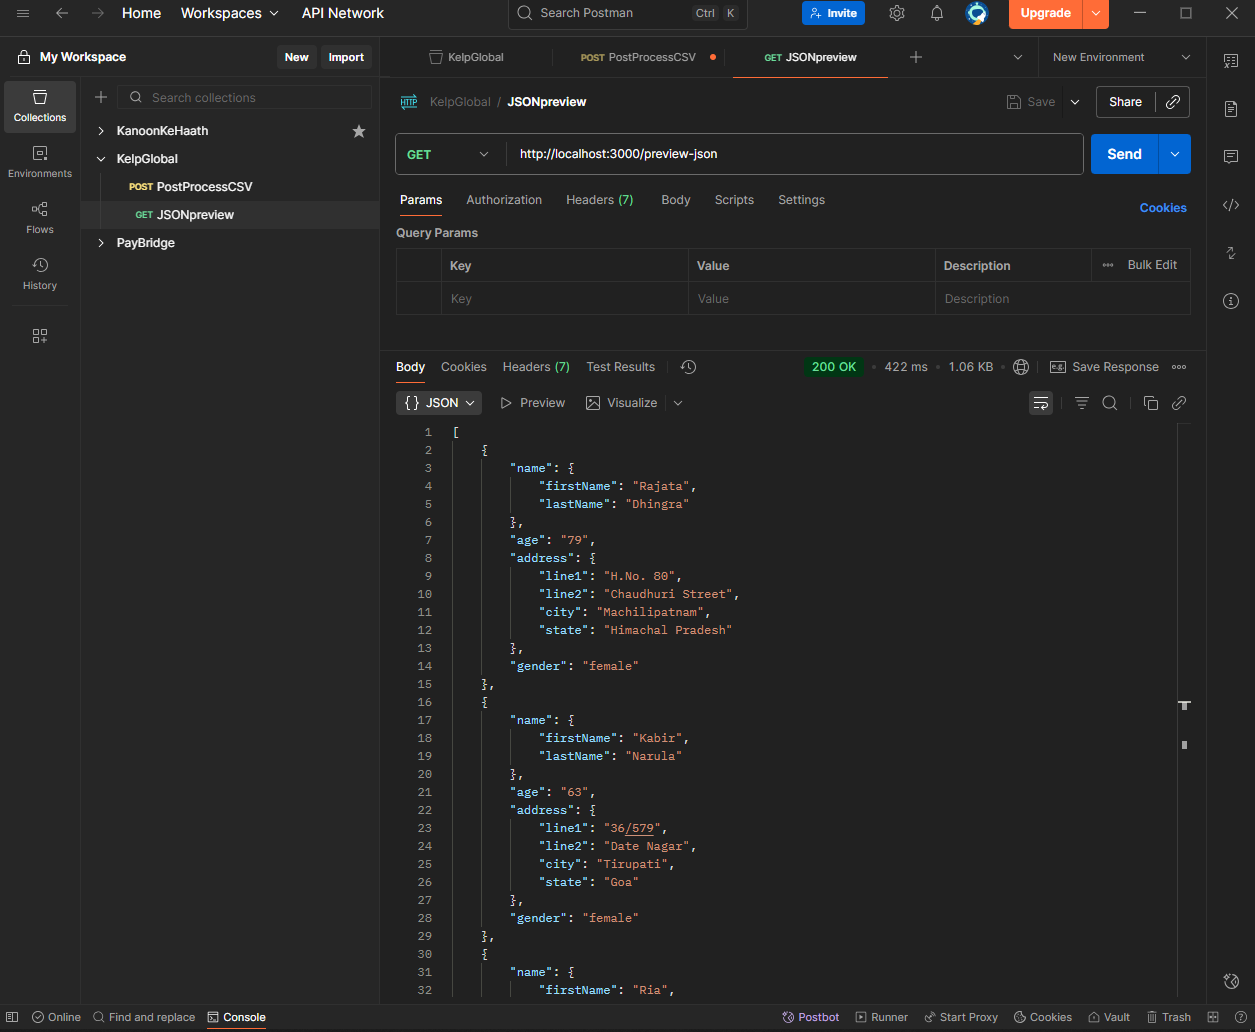 Home Workspaces API Network Search Postman Ctrl K Invite Upgrade
My Workspace New Import
KelpGlobal POST PostProcessCSV GET JSONpreview New Environment
Collections
Environments
Flows
History
Search collections
KanoonKeHaath
KelpGlobal
POST PostProcessCSV
GET JSONpreview
PayBridge
HTTP KelpGlobal / JSONpreview Save Share
GET http://localhost:3000/preview-json Send
Params Authorization Headers (7) Body Scripts Settings Cookies
Query Params
Key Value Description Bulk Edit
Key Value Description
Body Cookies Headers (7) Test Results 200 OK 422 ms 1.06 KB e.g. Save Response
{} JSON Preview Visualize
1 [
2 {
3 "name": {
4 "firstName": "Rajata",
5 "lastName": "Dhingra"
6 },
7 "age": "79",
8 "address": {
9 "line1": "H.No. 80",
10 "line2": "Chaudhuri Street",
11 "city": "Machilipatnam",
12 "state": "Himachal Pradesh"
13 },
14 "gender": "female"
15 },
16 {
17 "name": {
18 "firstName": "Kabir",
19 "lastName": "Narula"
20 },
21 "age": "63",
22 "address": {
23 "line1": "36/579",
24 "line2": "Date Nagar",
25 "city": "Tirupati",
26 "state": "Goa"
27 },
28 "gender": "female"
29 },
30 {
31 "name": {
32 "firstName": "Ria",
Online Find and replace Console Postbot Runner Start Proxy Cookies Vault Trash